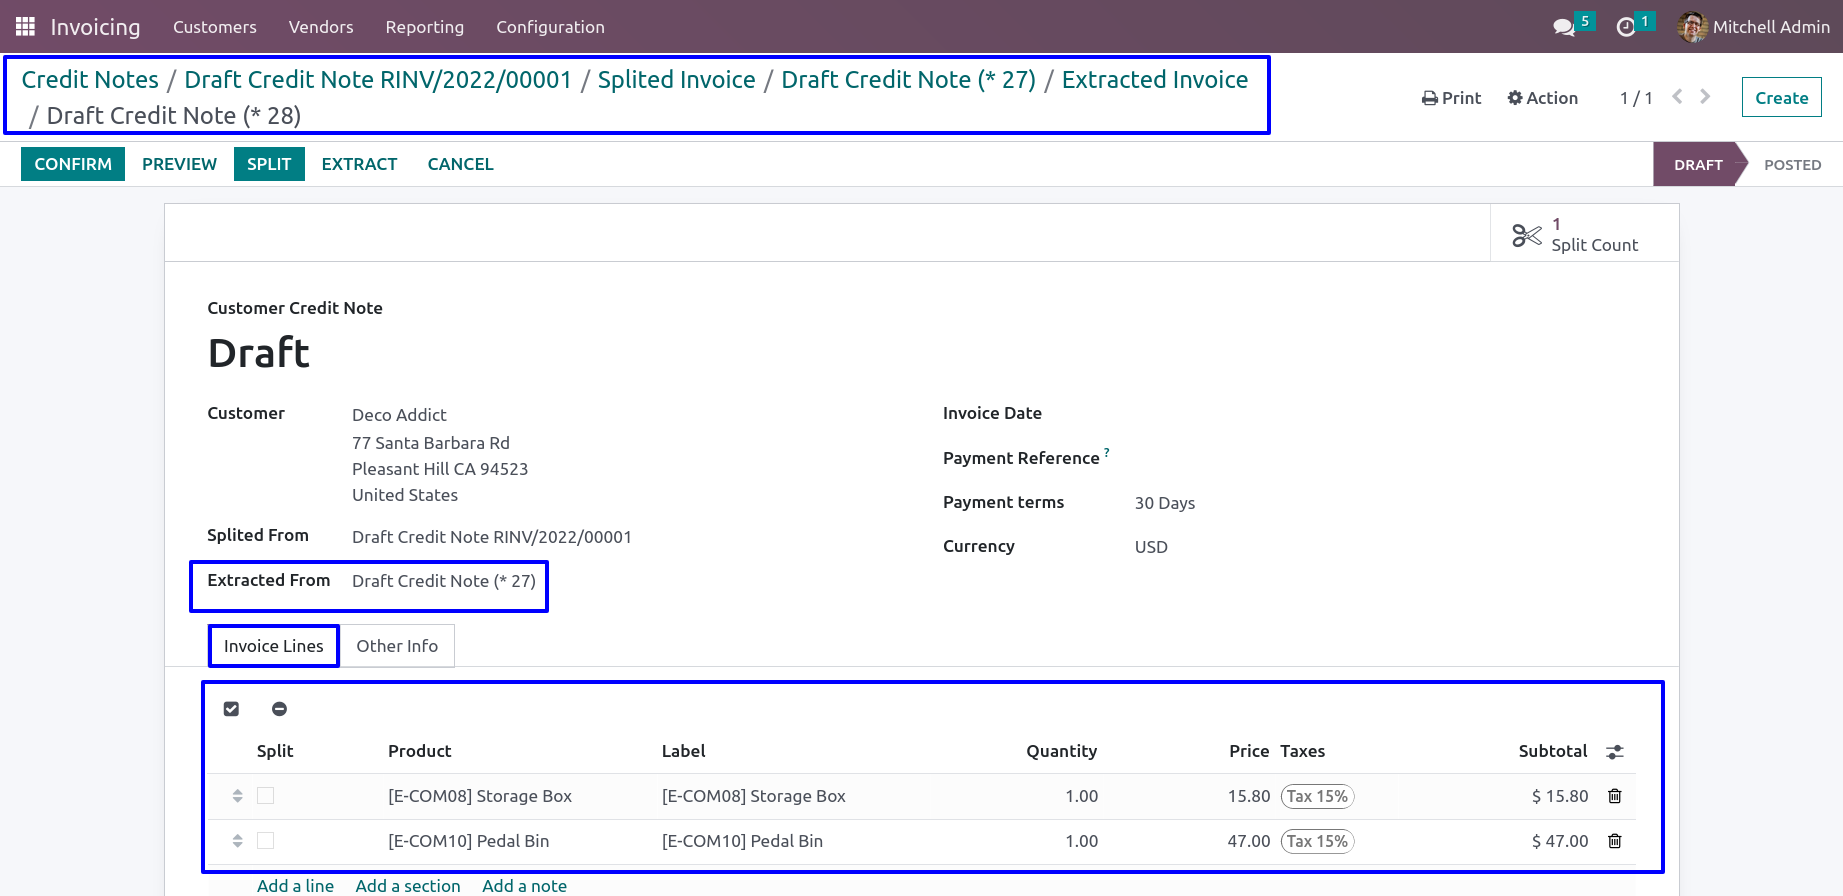 Invoicing Customers Vendors Reporting Configuration 5 1 Mitchell Admin
Credit Notes / Draft Credit Note RINV/2022/00001 / Splited Invoice / Draft Credit Note (* 27) / Extracted Invoice
/ Draft Credit Note (* 28)
Print Action 1 / 1 Create
CONFIRM PREVIEW SPLIT EXTRACT CANCEL DRAFT POSTED
1
Split Count
Customer Credit Note
Draft
Customer Deco Addict
77 Santa Barbara Rd
Pleasant Hill CA 94523
United States
Splited From Draft Credit Note RINV/2022/00001
Extracted From Draft Credit Note (* 27)
Invoice Date
Payment Reference ?
Payment terms 30 Days
Currency USD
Invoice Lines Other Info
Split Product Label Quantity Price Taxes Subtotal
[E-COM08] Storage Box [E-COM08] Storage Box 1.00 15.80 Tax 15% $ 15.80
[E-COM10] Pedal Bin [E-COM10] Pedal Bin 1.00 47.00 Tax 15% $ 47.00
Add a line Add a section Add a note